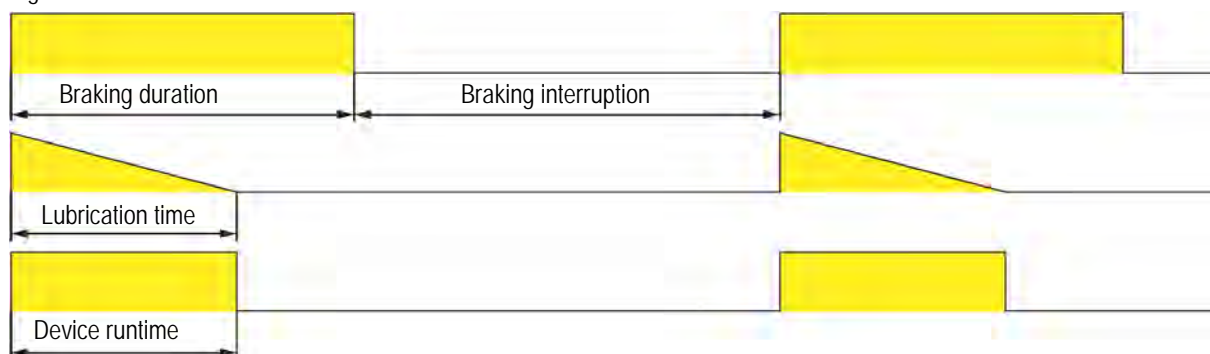 Braking duration
Braking interruption
Lubrication time
Device runtime